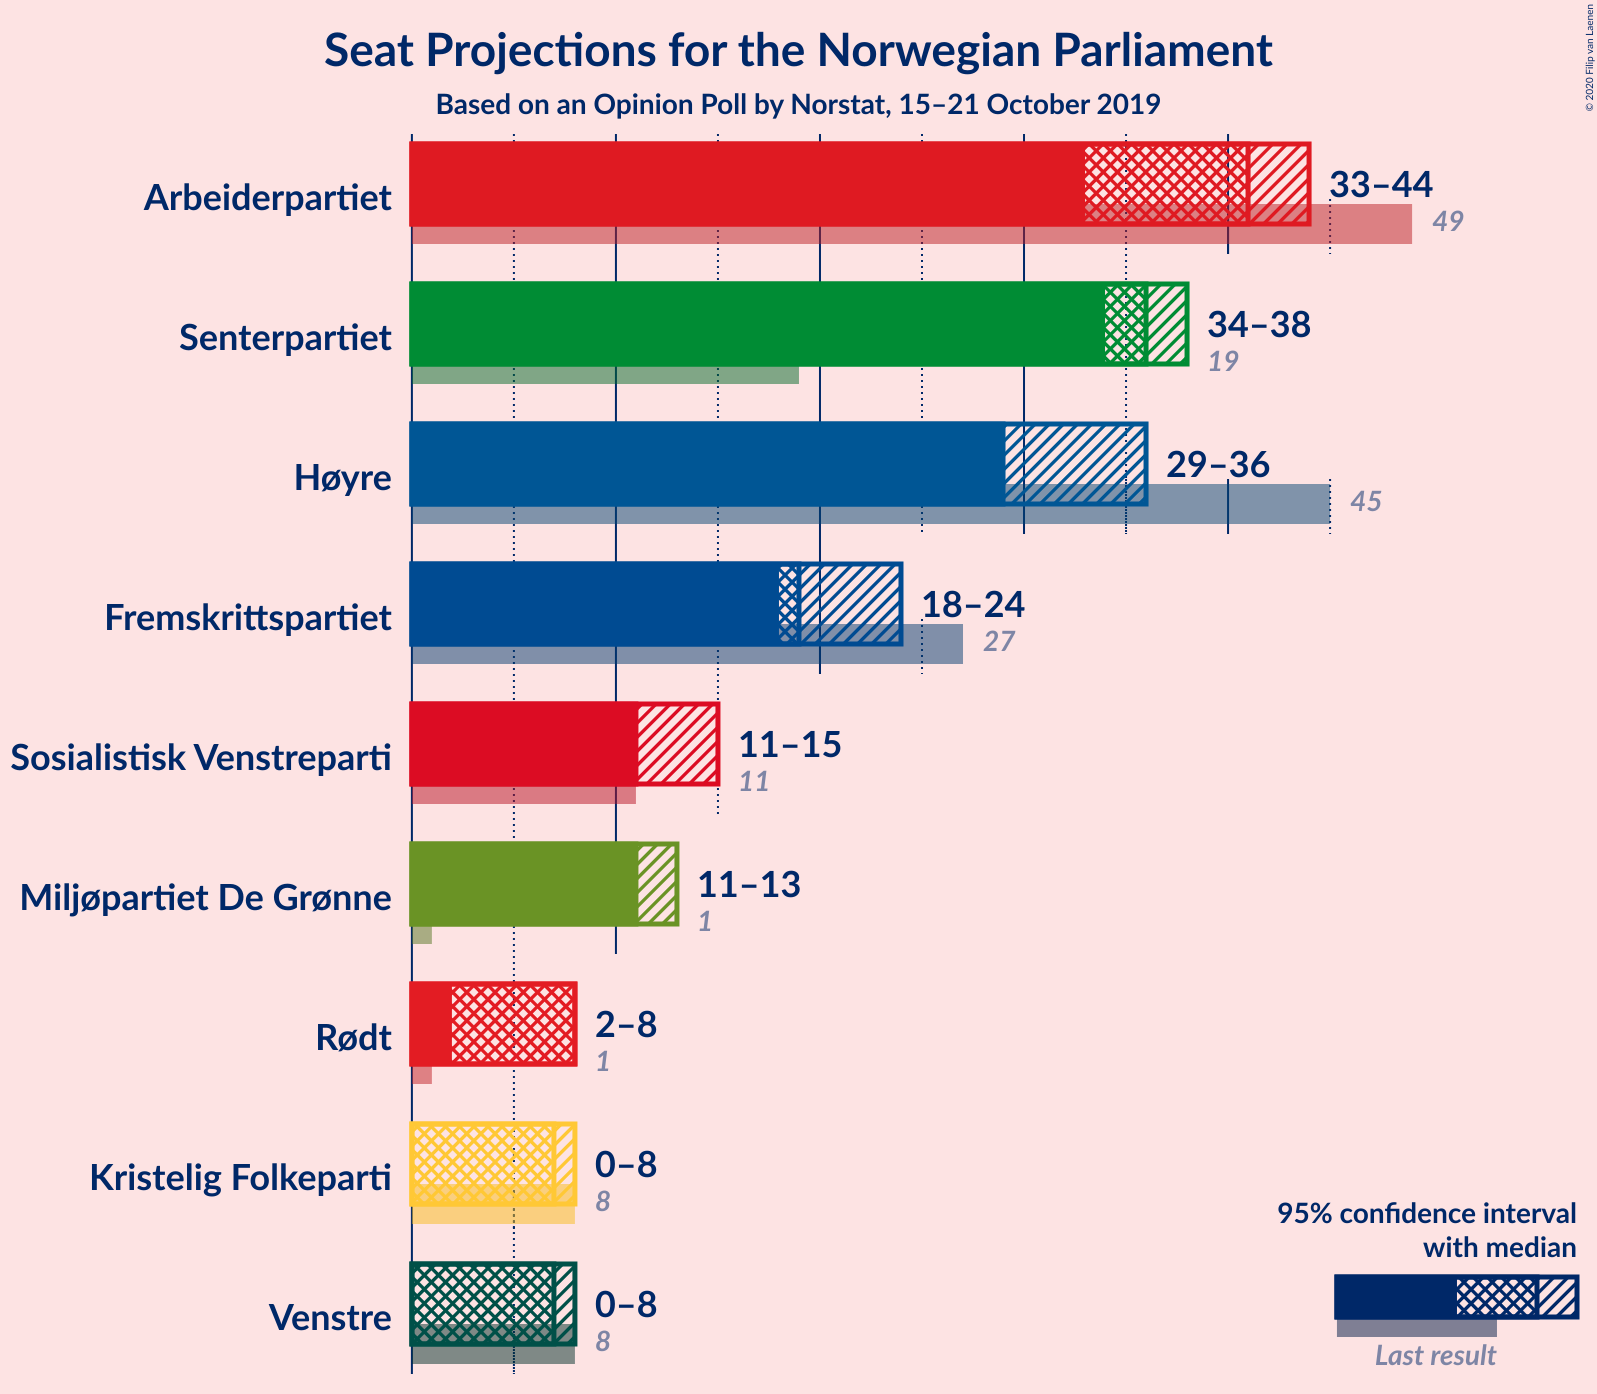 Seat Projections for the Norwegian Parliament
Based on an Opinion Poll by Norstat, 15–21 October 2019
© 2020 Filip van Laenen
Arbeiderpartiet
33–44
49
Senterpartiet
34–38
19
Høyre
29–36
45
Fremskrittspartiet
18–24
27
Sosialistisk Venstreparti
11–15
11
Miljøpartiet De Grønne
11–13
1
Rødt
2–8
1
Kristelig Folkeparti
0–8
8
Venstre
0–8
8
95% confidence interval
with median
Last result